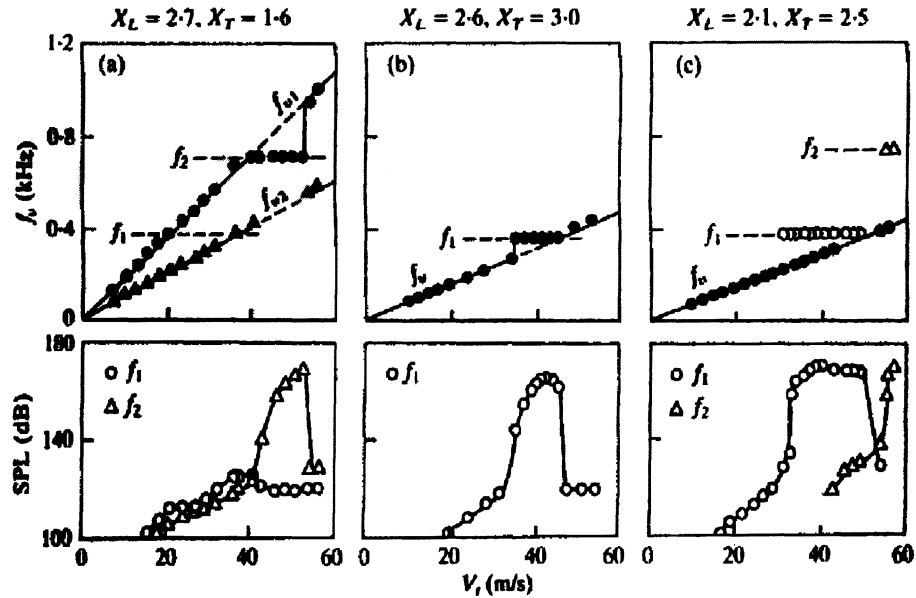 X_L = 2·7, X_T = 1·6
X_L = 2·6, X_T = 3·0
X_L = 2·1, X_T = 2·5
1·2
0·8
0·4
0
f_v (kHz)
(a)
f_v1
f_2
f_v2
f_1
(b)
f_1
f_v
(c)
f_2
f_1
f_v
180
140
100
SPL (dB)
f_1
f_2
f_1
f_1
f_2
0 20 40 60
0 20 40 60
0 20 40 60
V_r (m/s)